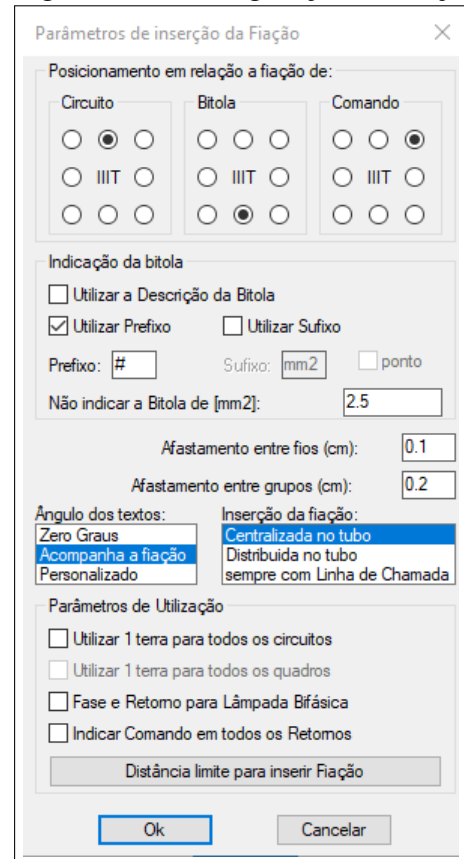 Parâmetros de inserção da Fiação
Posicionamento em relação a fiação de:
Circuito Bitola Comando
IIIT IIIT IIIT
Indicação da bitola
Utilizar a Descrição da Bitola
Utilizar Prefixo Utilizar Sufixo
Prefixo: # Sufixo: mm2 ponto
Não indicar a Bitola de [mm2]: 2.5
Afastamento entre fios (cm): 0.1
Afastamento entre grupos (cm): 0.2
Ângulo dos textos: Inserção da fiação:
Zero Graus Centralizada no tubo
Acompanha a fiação Distribuida no tubo
Personalizado sempre com Linha de Chamada
Parâmetros de Utilização
Utilizar 1 terra para todos os circuitos
Utilizar 1 terra para todos os quadros
Fase e Retorno para Lâmpada Bifásica
Indicar Comando em todos os Retornos
Distância limite para inserir Fiação
Ok Cancelar